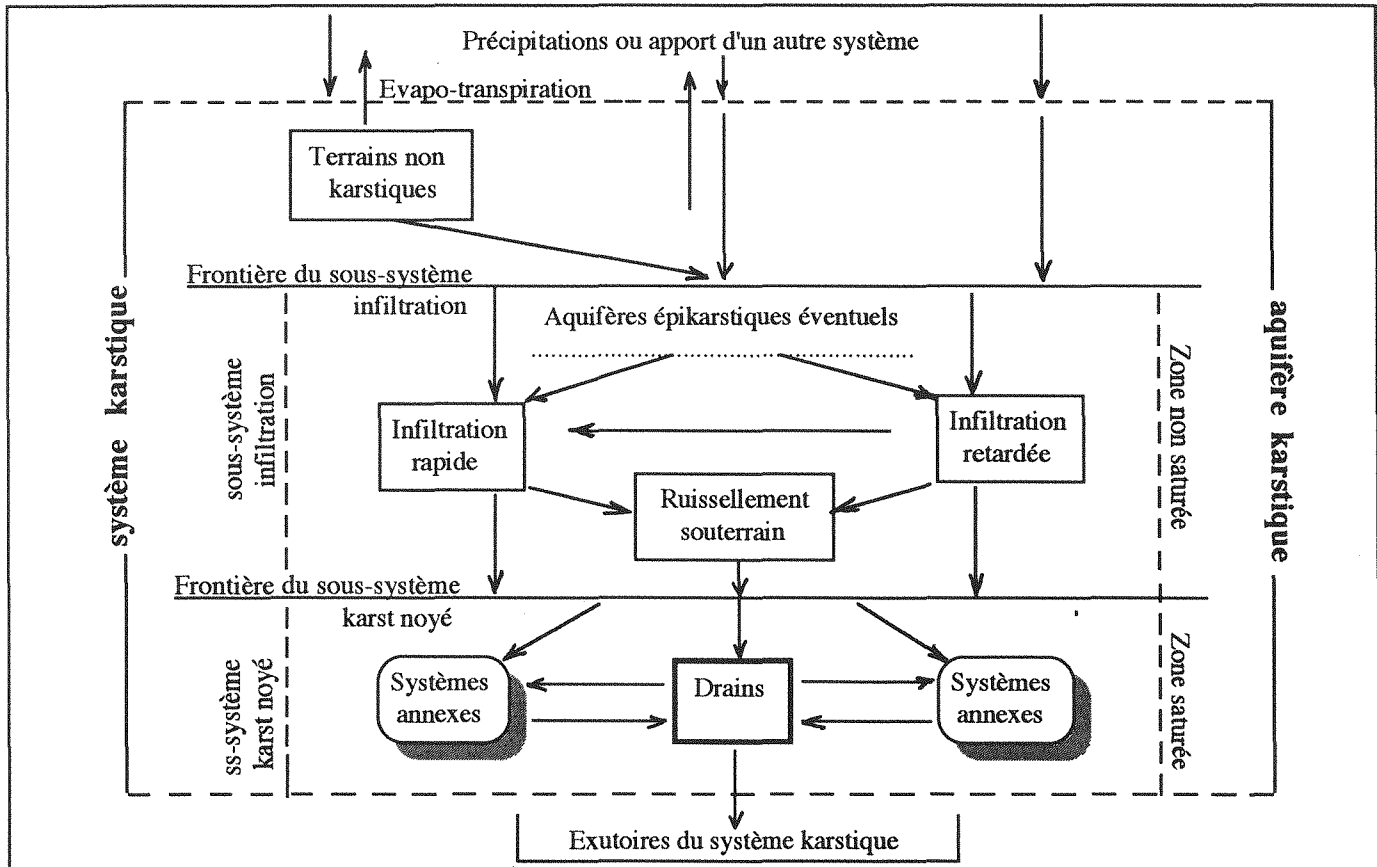 Précipitations ou apport d'un autre système
Evapo-transpiration
Terrains non
karstiques
Frontière du sous-système
infiltration
Aquifères épikarstiques éventuels
système karstique
sous-système
infiltration
Zone non saturée
aquifère karstique
Infiltration
rapide
Infiltration
retardée
Ruissellement
souterrain
Frontière du sous-système
karst noyé
ss-système
karst noyé
Systèmes
annexes
Drains
Systèmes
annexes
Zone saturée
Exutoires du système karstique